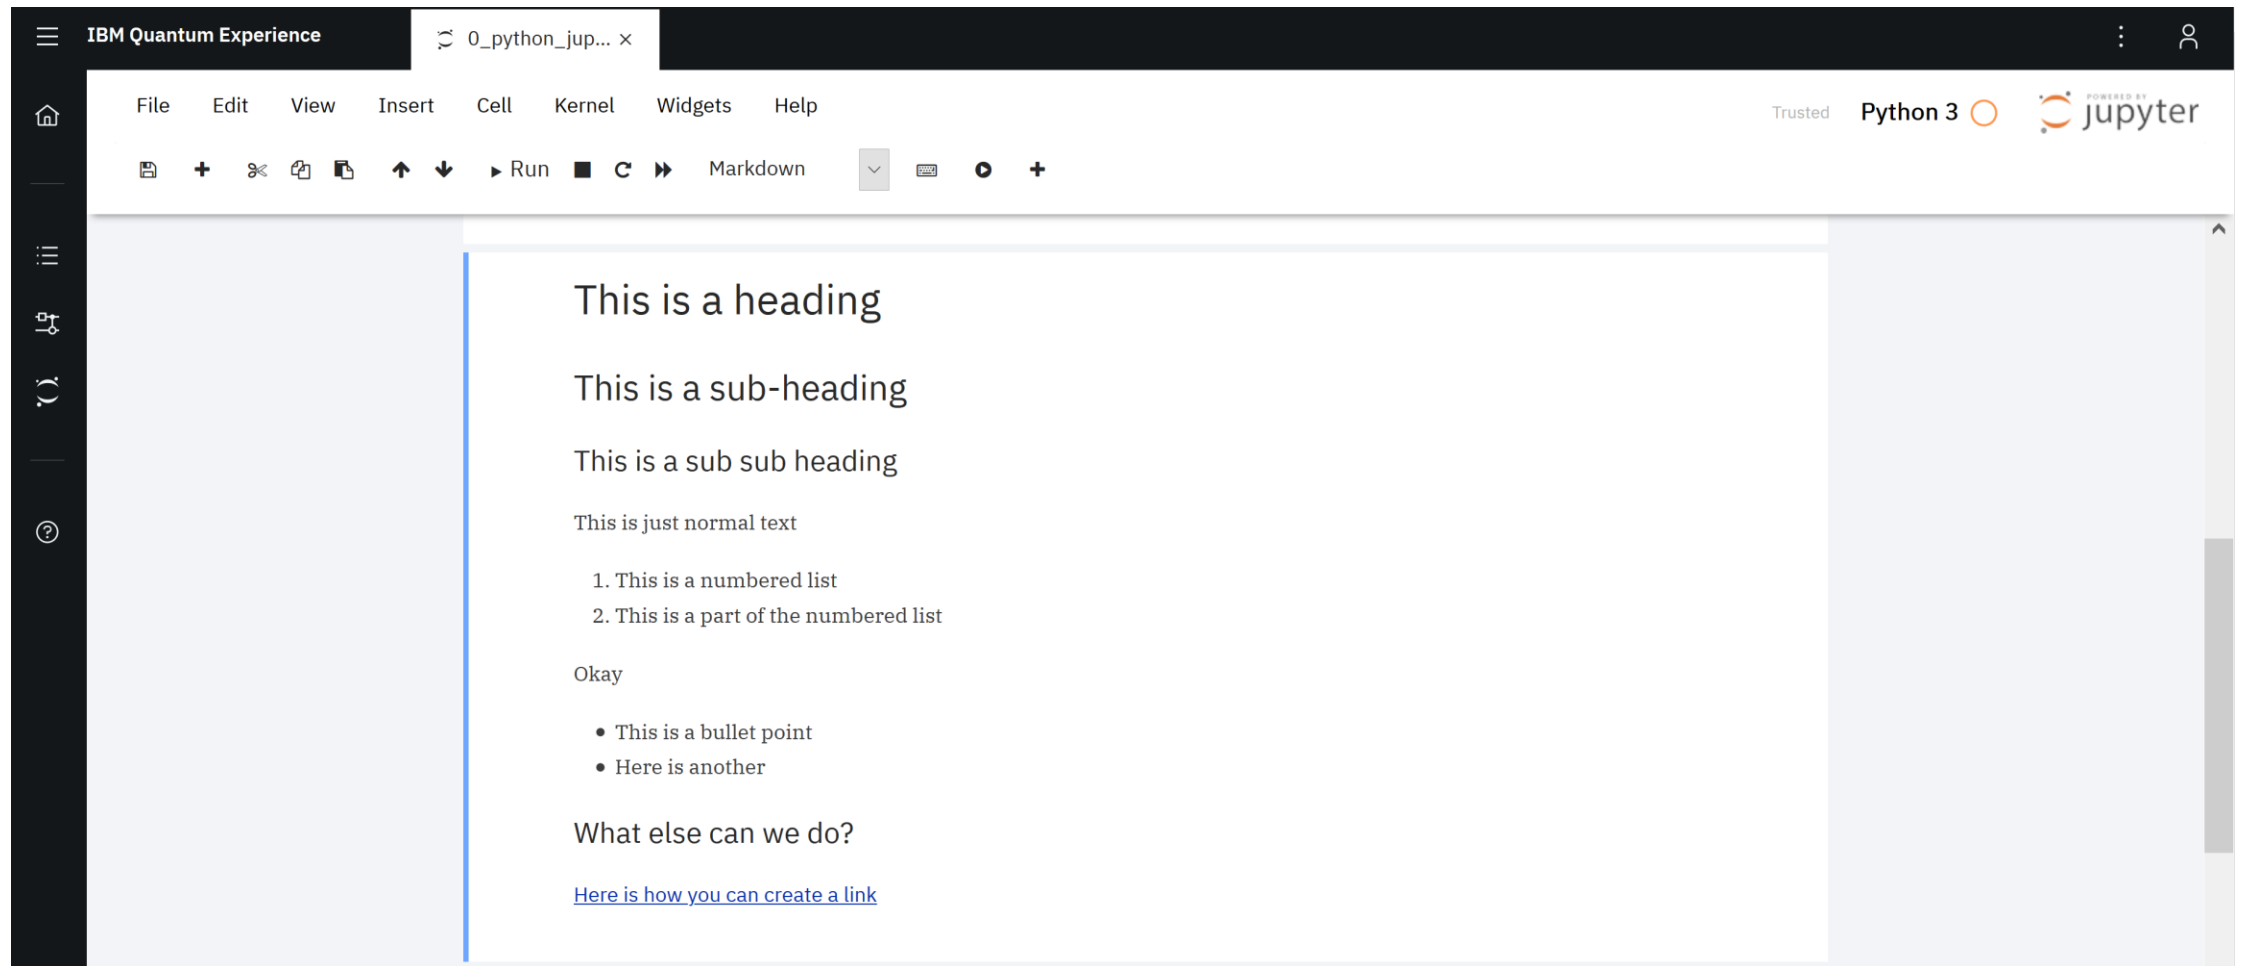 IBM Quantum Experience
0_python_jup... ×
File Edit View Insert Cell Kernel Widgets Help
Trusted Python 3
POWERED BY
jupyter
Run Markdown
This is a heading
This is a sub-heading
This is a sub sub heading
This is just normal text
1. This is a numbered list
2. This is a part of the numbered list
Okay
• This is a bullet point
• Here is another
What else can we do?
Here is how you can create a link